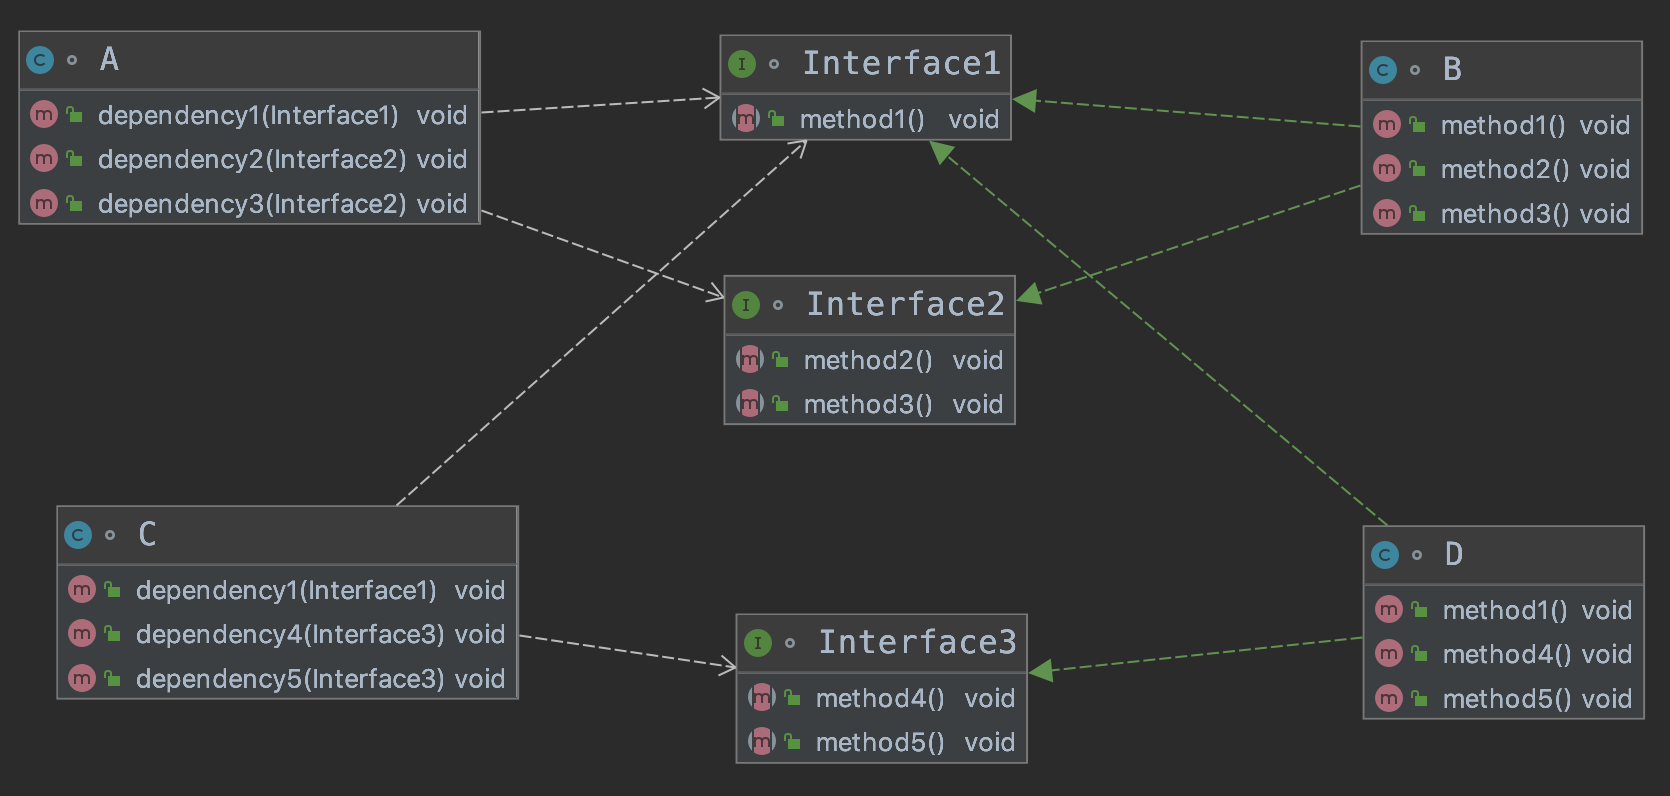 A
dependency1(Interface1) void
dependency2(Interface2) void
dependency3(Interface2) void
Interface1
method1() void
B
method1() void
method2() void
method3() void
Interface2
method2() void
method3() void
C
dependency1(Interface1) void
dependency4(Interface3) void
dependency5(Interface3) void
Interface3
method4() void
method5() void
D
method1() void
method4() void
method5() void